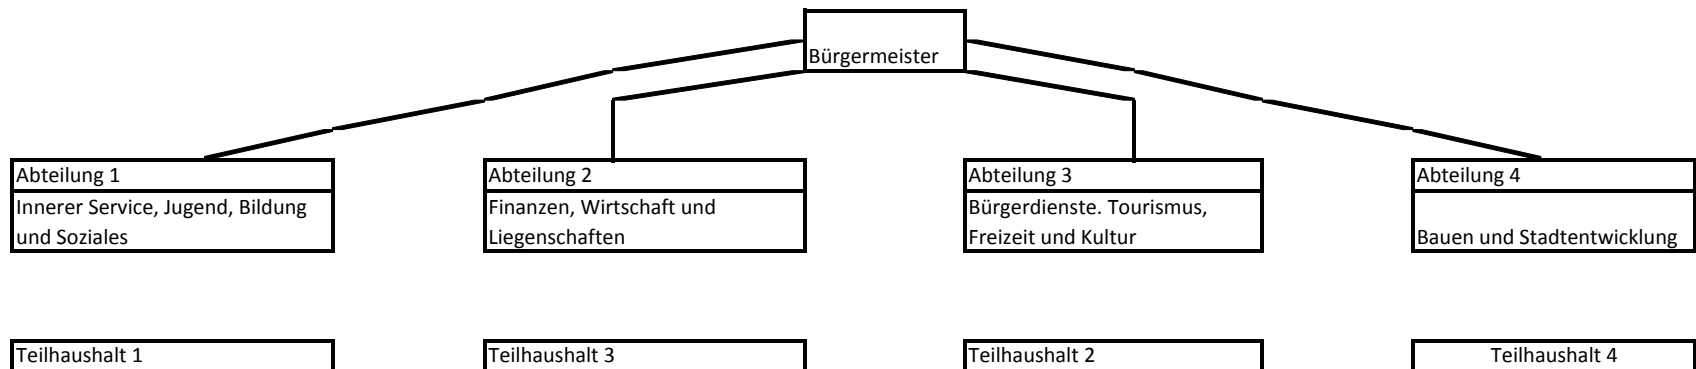 Bürgermeister
Abteilung 1
Abteilung 2
Abteilung 3
Abteilung 4
Innerer Service, Jugend, Bildung
und Soziales
Finanzen, Wirtschaft und
Liegenschaften
Bürgerdienste. Tourismus,
Freizeit und Kultur
Bauen und Stadtentwicklung
Teilhaushalt 1
Teilhaushalt 3
Teilhaushalt 2
Teilhaushalt 4